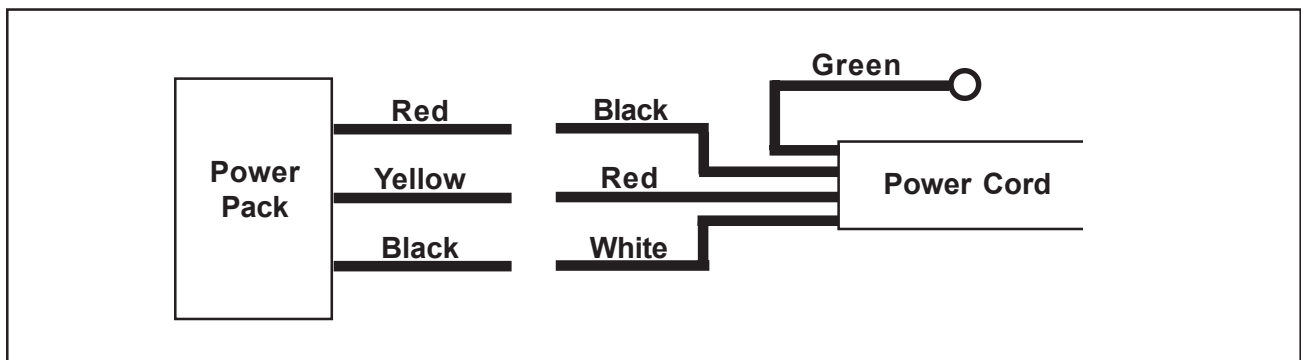 Green
Red
Black
Power
Pack
Yellow
Red
Power Cord
Black
White